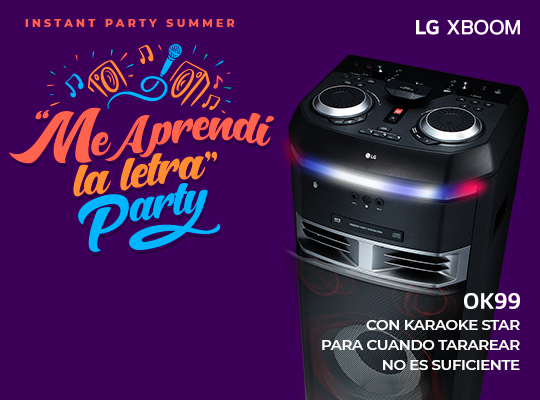 INSTANT PARTY SUMMER
LG XBOOM
"Me Aprendí
la letra"
Party
LG
OK99
CON KARAOKE STAR
PARA CUANDO TARAREAR
NO ES SUFICIENTE